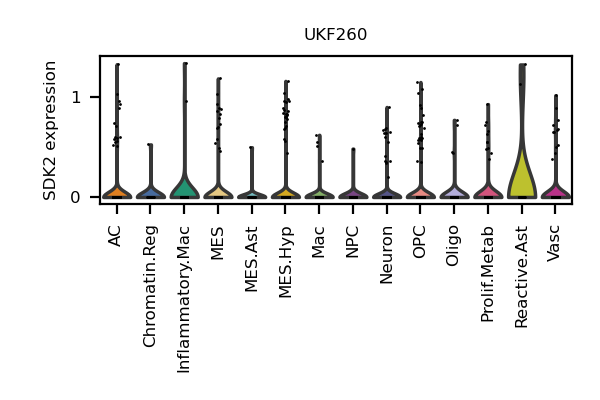 UKF260
SDK2 expression
1
0
AC
Chromatin.Reg
Inflammatory.Mac
MES
MES.Ast
MES.Hyp
Mac
NPC
Neuron
OPC
Oligo
Prolif.Metab
Reactive.Ast
Vasc